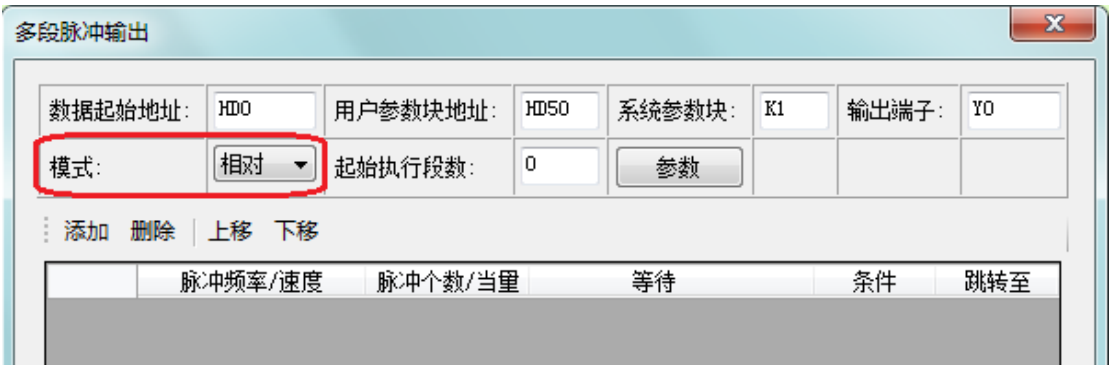 多段脉冲输出
数据起始地址: HD0 用户参数块地址: HD50 系统参数块: K1 输出端子: Y0
模式: 相对 起始执行段数: 0 参数
添加 删除 上移 下移
脉冲频率/速度 脉冲个数/当量 等待 条件 跳转至